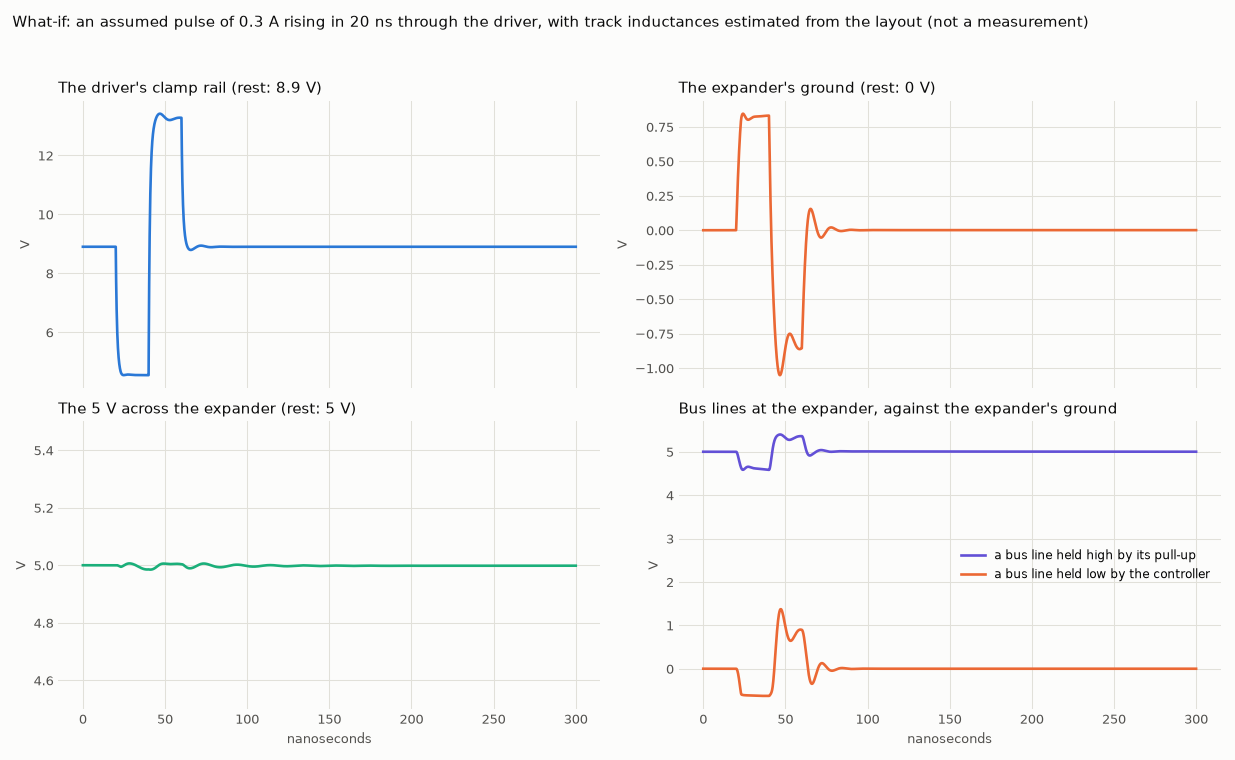 What-if: an assumed pulse of 0.3 A rising in 20 ns through the driver, with track inductances estimated from the layout (not a measurement)
The driver's clamp rail (rest: 8.9 V)
12
10
8
6
V
The expander's ground (rest: 0 V)
0.75
0.50
0.25
0.00
−0.25
−0.50
−0.75
−1.00
V
The 5 V across the expander (rest: 5 V)
5.4
5.2
5.0
4.8
4.6
V
0 50 100 150 200 250 300
nanoseconds
Bus lines at the expander, against the expander's ground
5
4
3
2
1
0
V
a bus line held high by its pull-up
a bus line held low by the controller
0 50 100 150 200 250 300
nanoseconds